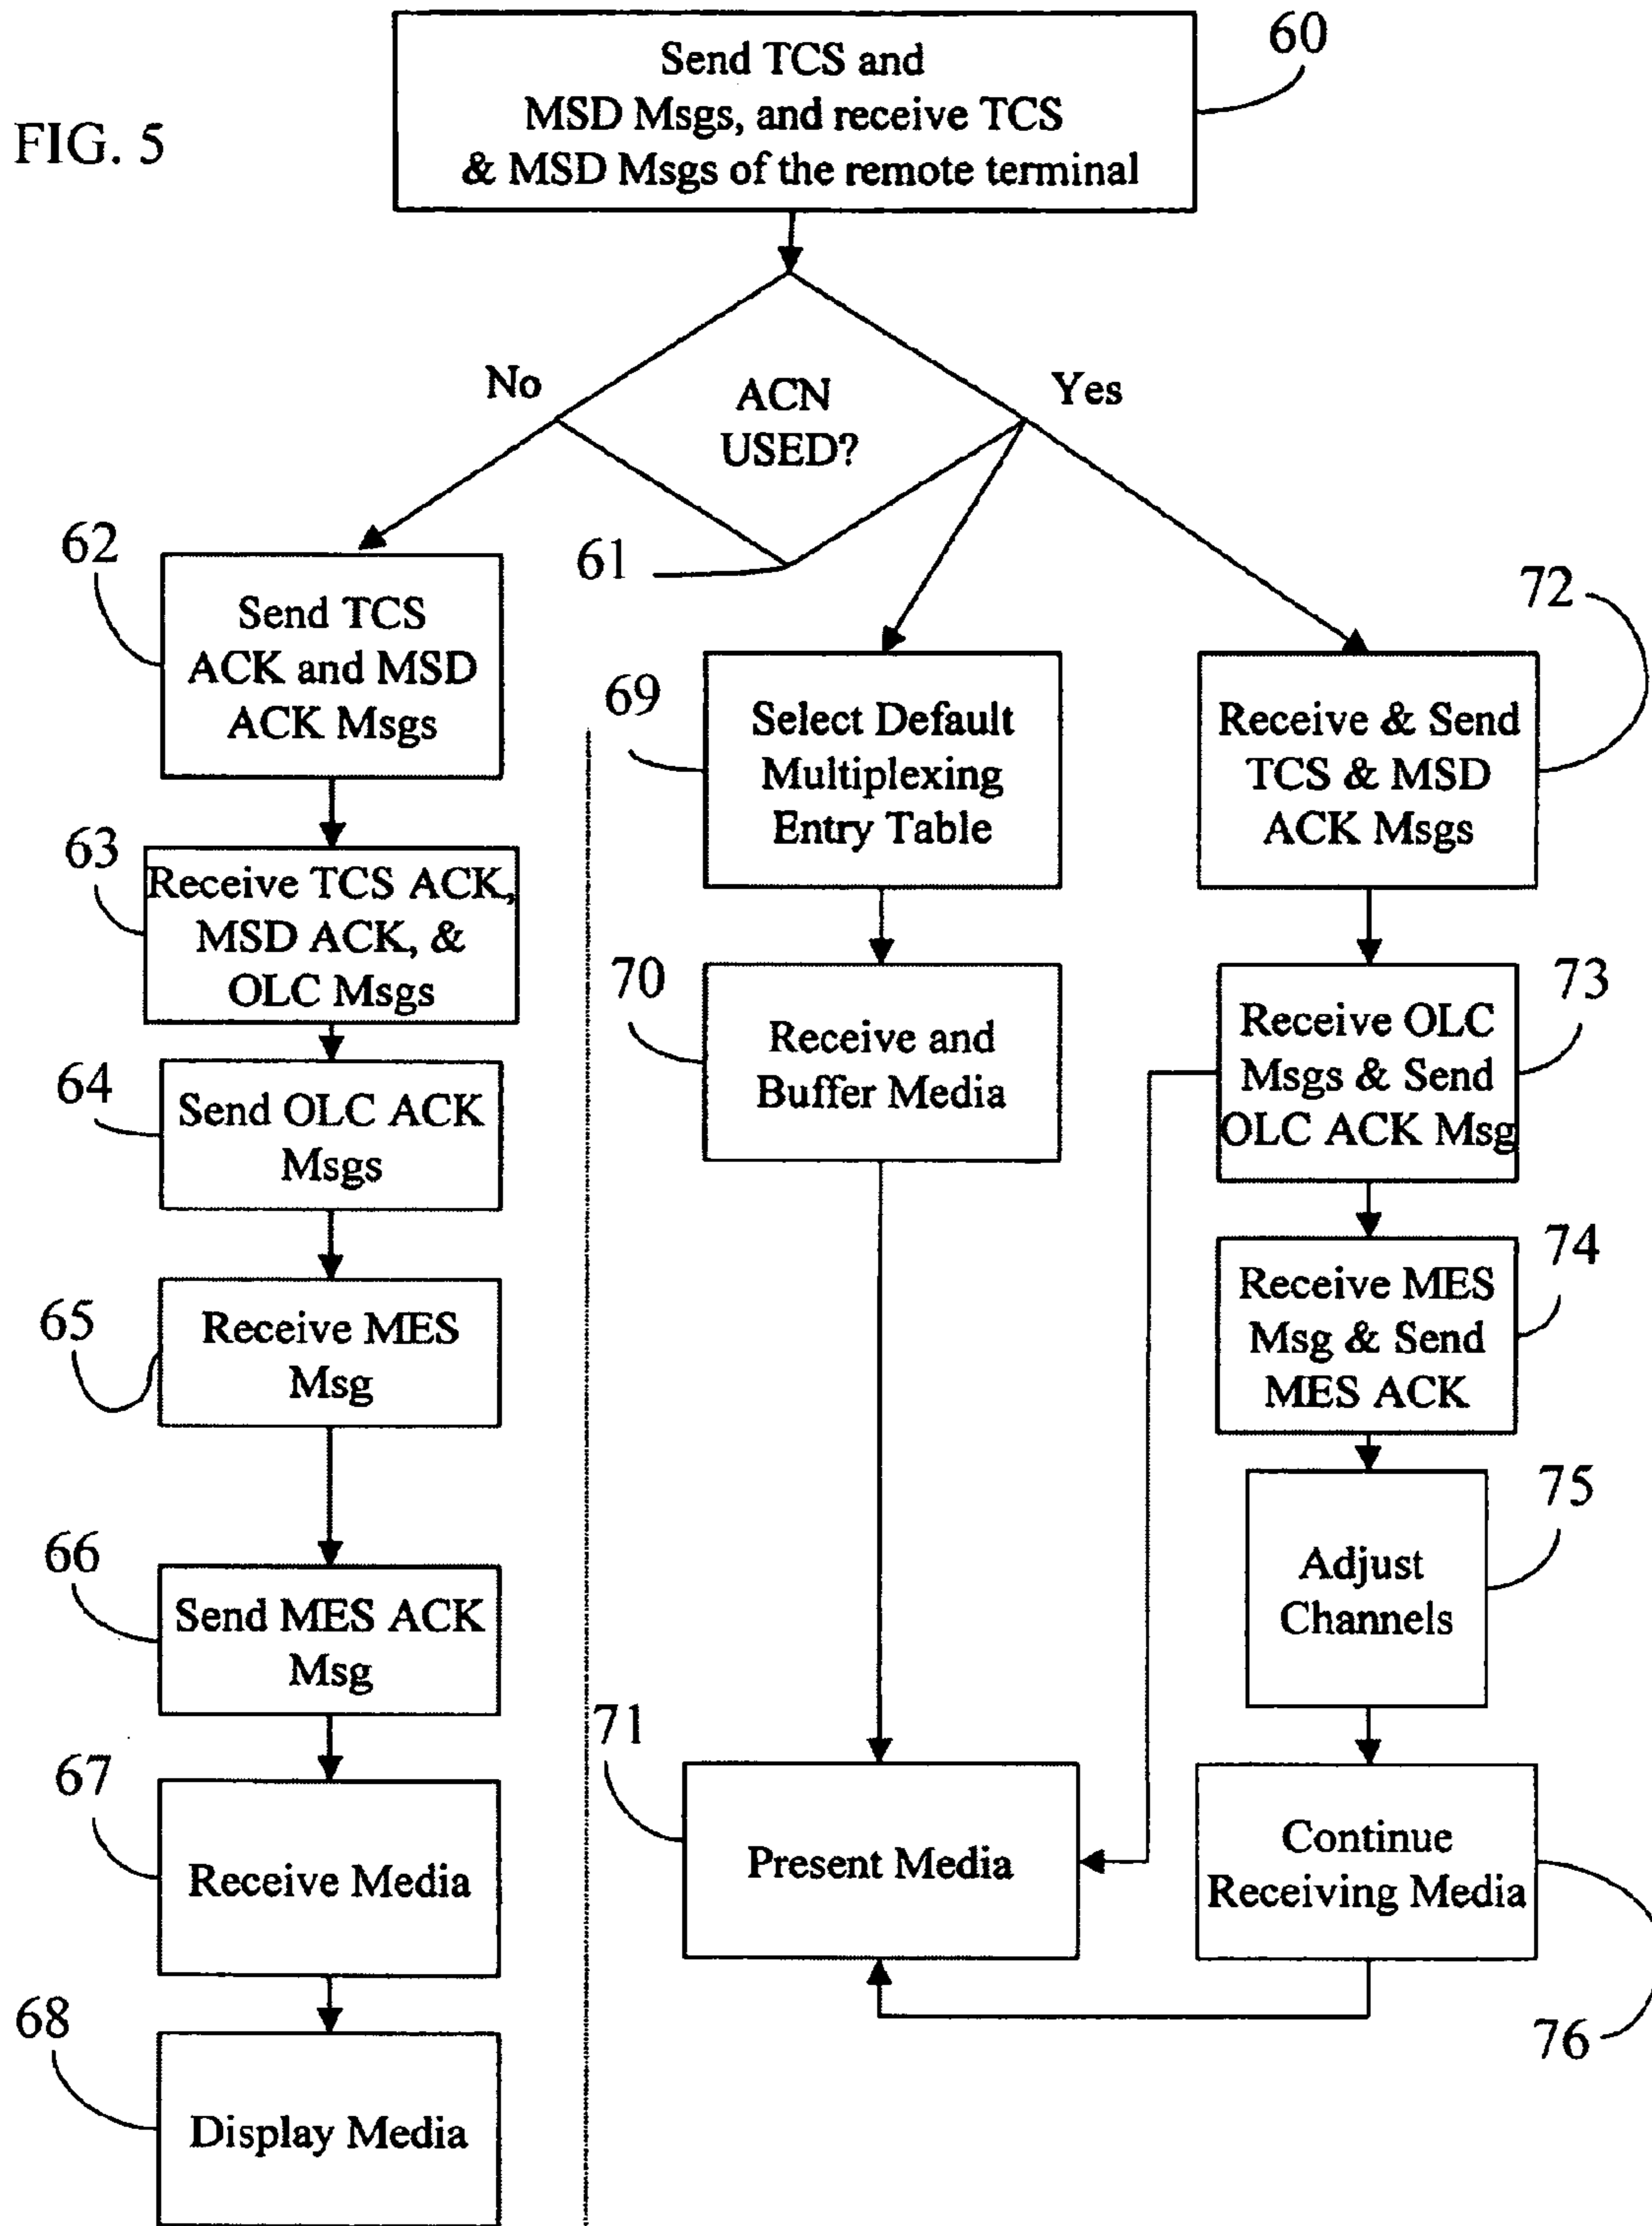 FIG. 5
60
Send TCS and
MSD Msgs, and receive TCS
& MSD Msgs of the remote terminal
No
ACN
USED?
Yes
61
62
Send TCS
ACK and MSD
ACK Msgs
63
Receive TCS ACK,
MSD ACK, &
OLC Msgs
64
Send OLC ACK
Msgs
65
Receive MES
Msg
66
Send MES ACK
Msg
67
Receive Media
68
Display Media
69
Select Default
Multiplexing
Entry Table
70
Receive and
Buffer Media
71
Present Media
72
Receive & Send
TCS & MSD
ACK Msgs
73
Receive OLC
Msgs & Send
OLC ACK Msg
74
Receive MES
Msg & Send
MES ACK
75
Adjust
Channels
Continue
Receiving Media
76